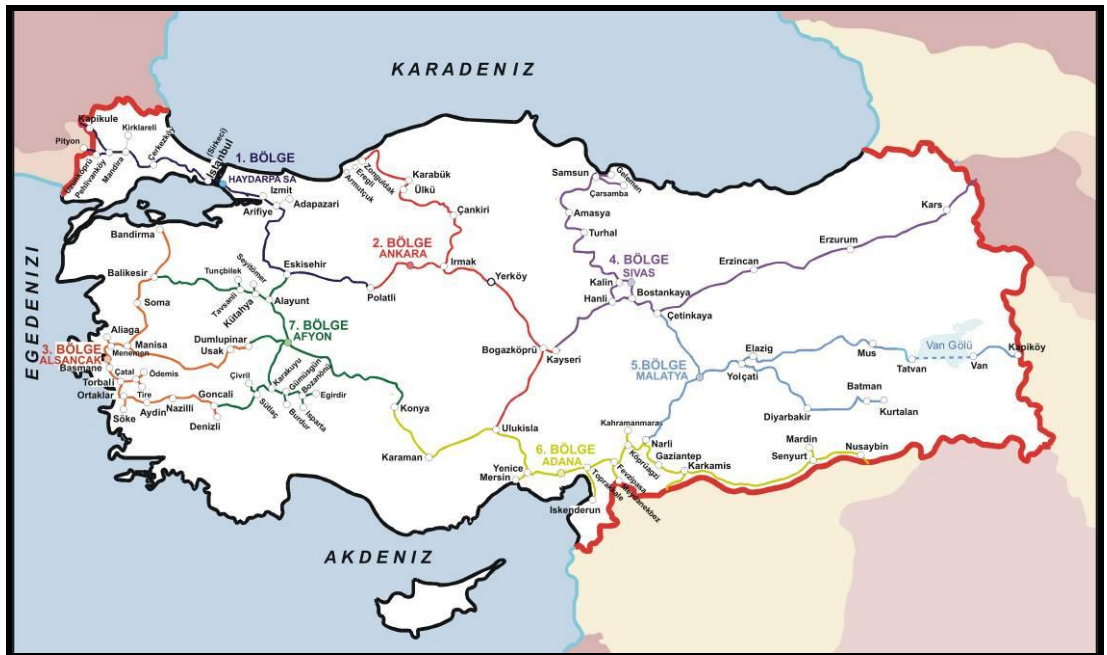 KARADENIZ
Kapikule
Kirklareli
Pityon
Uzunköprü
Pehlivanköy
Mandira
Çerkezköy
(Sirkeci)
Istanbul
1. BÖLGE
HAYDARPASA
Izmit
Adapazari
Arifiye
Zonguldak
Eregli
Armutçuk
Karabük
Ülkü
Çankiri
Samsun
Gelemen
Çarsamba
Amasya
Turhal
Kars
Erzurum
Erzincan
Bandirma
2. BÖLGE
ANKARA
Irmak
Yerköy
Polatli
4. BÖLGE
SIVAS
Kalin
Hanli
Bostankaya
Çetinkaya
EGEDENIZI
Balikesir
Tunçbilek
Seyitömer
Eskisehir
Tavsanli
Kütahya
Alayunt
Soma
7. BÖLGE
AFYON
Aliaga
Menemen
Manisa
Dumlupinar
Usak
3. BÖLGE
ALSANCAK
Basmane
Bogazköprü
Kayseri
5.BÖLGE
MALATYA
Elazig
Yolçati
Mus
Tatvan
Van Gölü
Van
Kapiköy
Batman
Kurtalan
Diyarbakir
Çatal
Ödemis
Torbali
Tire
Ortaklar
Söke
Aydin
Nazilli
Goncali
Denizli
Çivril
Sütlaç
Karakuyu
Gümüsgün
Bozanönü
Egirdir
Burdur
Isparta
Konya
Karaman
Ulukisla
Kahramanmaras
Narli
Köprüagzi
Gaziantep
Karkamis
Mardin
Senyurt
Nusaybin
6. BÖLGE
ADANA
Yenice
Mersin
Toprakkale
Fevzipasa
Meydanekbez
Iskenderun
AKDENIZ